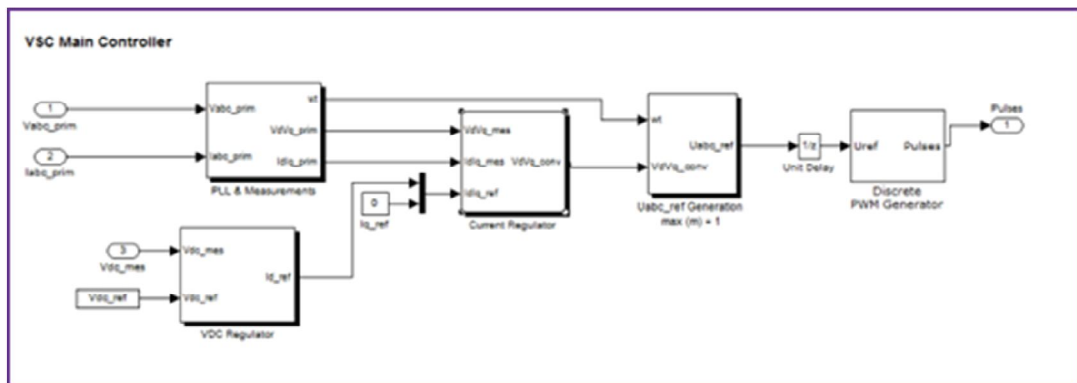 VSC Main Controller
1
Vabc_prim
2
Iabc_prim
Vabc_prim
Iabc_prim
wt
VdVq_prim
IdIq_prim
PLL & Measurements
VdVq_mes
IdIq_mes
IdIq_ref
VdVq_conv
Current Regulator
0
Iq_ref
wt
VdVq_conv
Uabc_ref
Uabc_ref Generation
max (m) = 1
1/z
Unit Delay
Uref
Pulses
Discrete
PWM Generator
Pulses
1
3
Vdc_mes
Vdc_ref
Vdc_mes
Vdc_ref
Id_ref
VDC Regulator